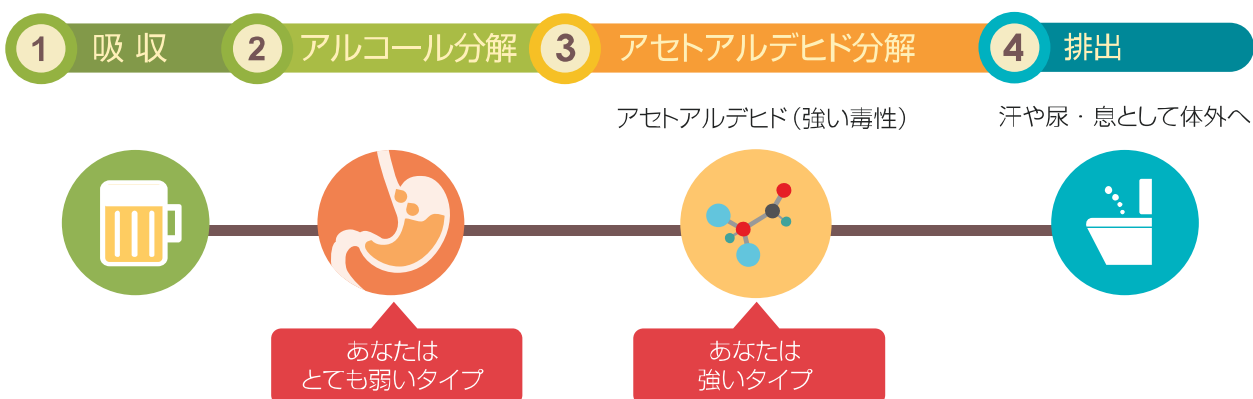 1 吸収 2 アルコール分解 3 アセトアルデヒド分解 4 排出
アセトアルデヒド(強い毒性)
汗や尿・息として体外へ
あなたは
とても弱いタイプ
あなたは
強いタイプ